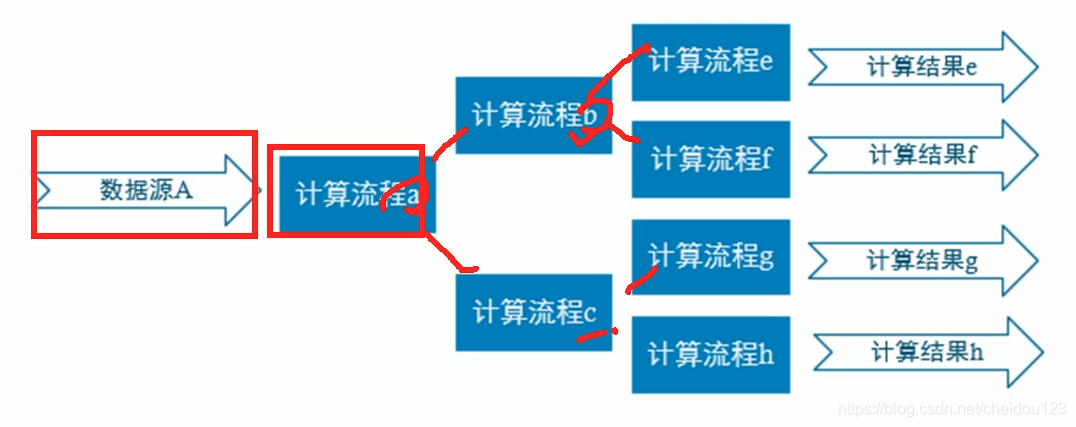 数据源A
计算流程a
计算流程b
计算流程c
计算流程e
计算流程f
计算流程g
计算流程h
计算结果e
计算结果f
计算结果g
计算结果h
https://blog.csdn.net/cheidou123